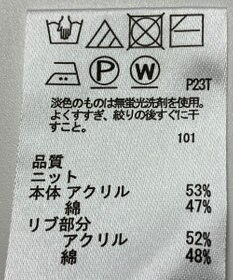 P
W
P23T
淡色のものは無蛍光洗剤を使用。
よくすすぎ、絞りの後すぐに干
すこと。
101
品質
ニット
本体 アクリル 53%
綿 47%
リブ部分
アクリル 52%
綿 48%